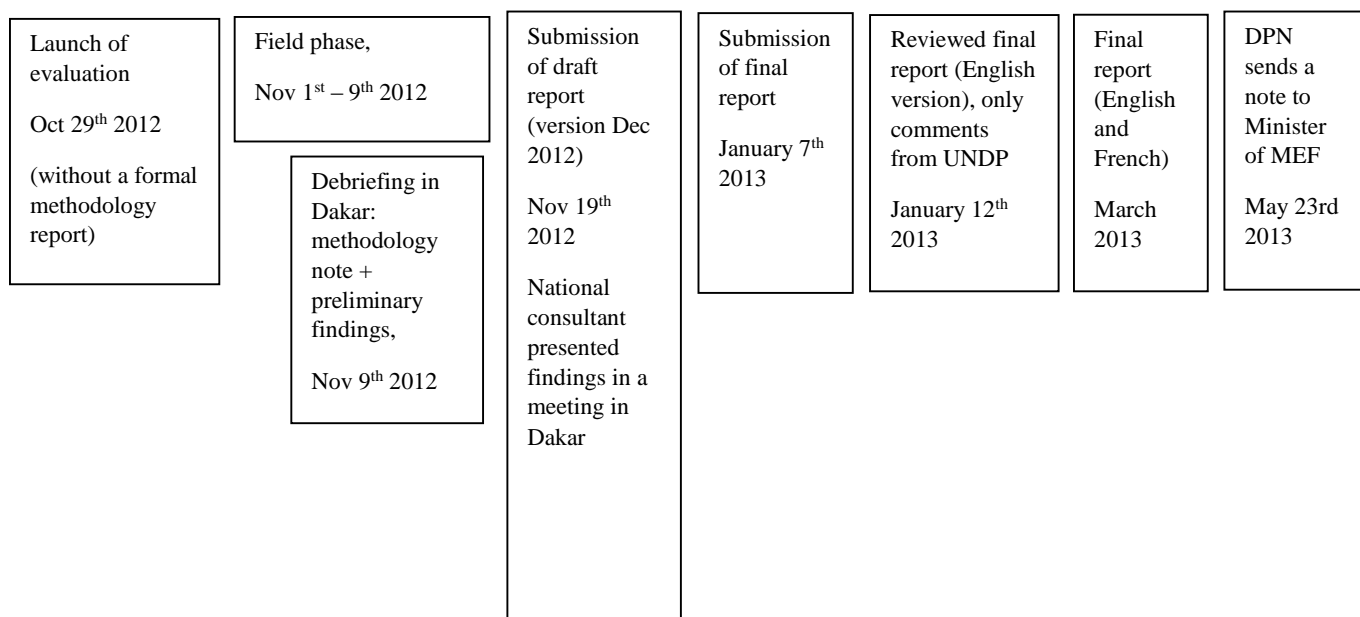 Launch of
evaluation
Oct 29th 2012
(without a formal
methodology
report)
Field phase,
Nov 1st – 9th 2012
Debriefing in
Dakar:
methodology
note +
preliminary
findings,
Nov 9th 2012
Submission
of draft
report
(version Dec
2012)
Nov 19th
2012
National
consultant
presented
findings in a
meeting in
Dakar
Submission
of final
report
January 7th
2013
Reviewed final
report (English
version), only
comments
from UNDP
January 12th
2013
Final
report
(English
and
French)
March
2013
DPN
sends a
note to
Minister
of MEF
May 23rd
2013